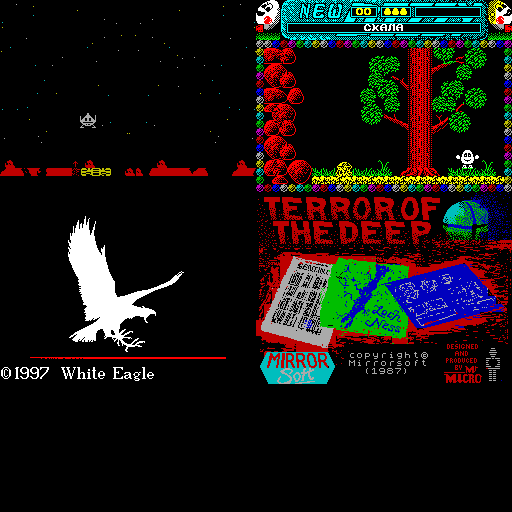 NEW 00
TERROR OF
THE DEEP
Loch
Ness
MIRROR
Soft
copyright©
Mirrorsoft
(1987)
DESIGNED
AND
PRODUCED
BY Mr
MICRO
©1997 White Eagle